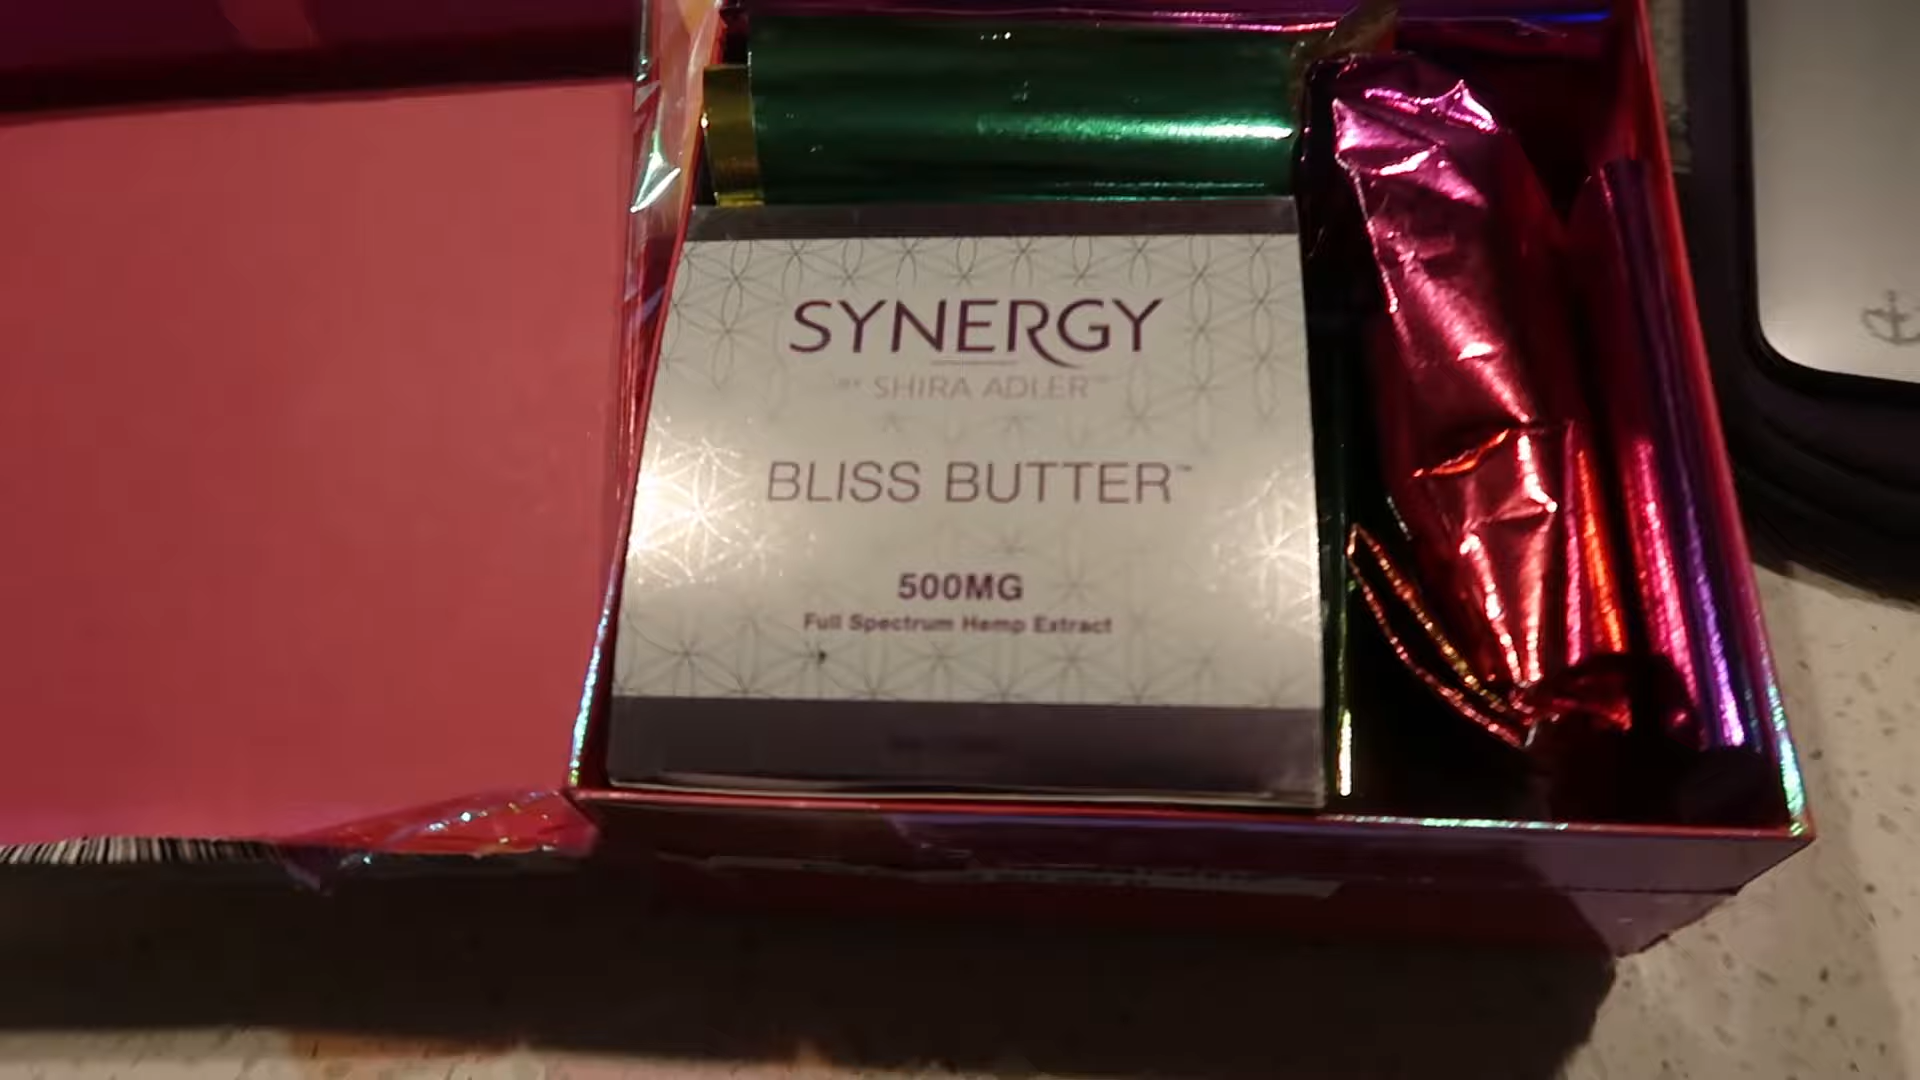 SYNERGY
BY SHIRA ADLER™
BLISS BUTTER™
500MG
Full Spectrum Hemp Extract